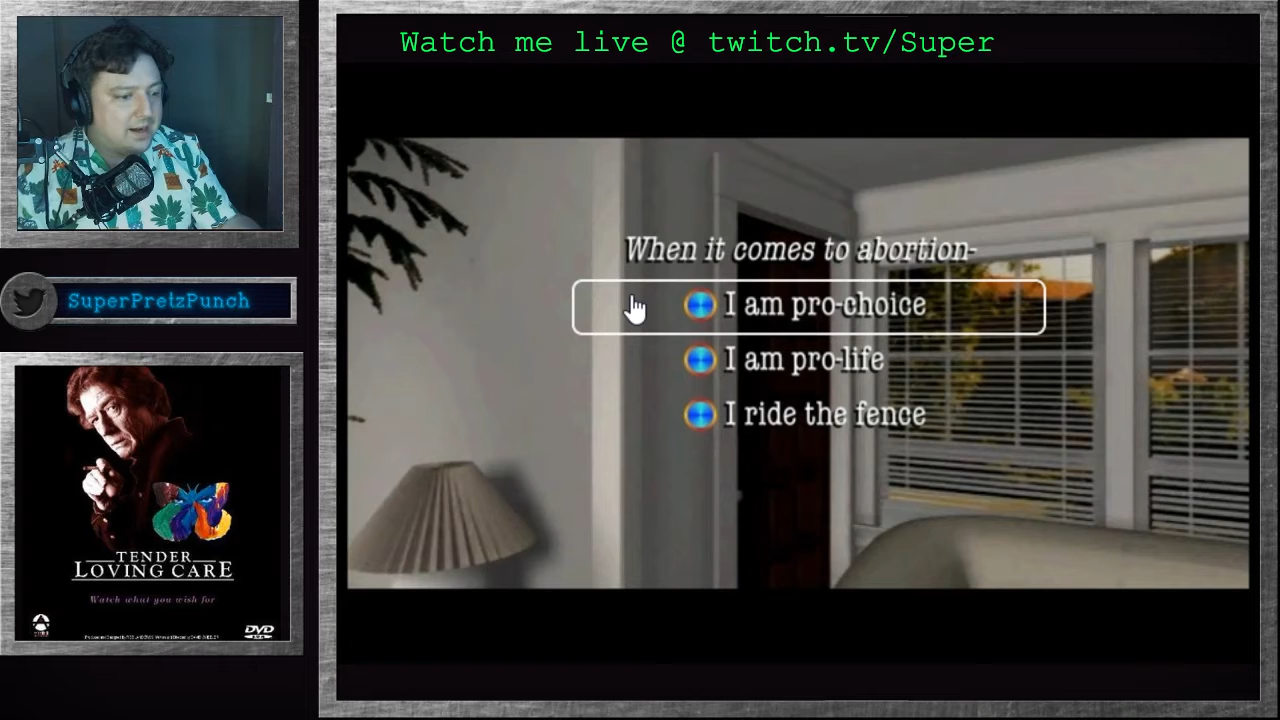 Watch me live @ twitch.tv/Super
When it comes to abortion-
I am pro-choice
I am pro-life
I ride the fence
SuperPretzPunch
TENDER
LOVING CARE
Watch what you wish for
DVD